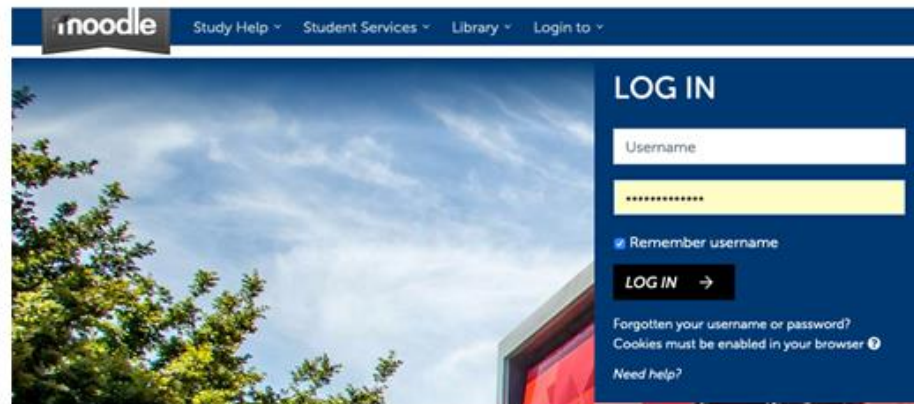 moodle
Study Help Student Services Library Login to
LOG IN
Username
•••••••••••••
Remember username
LOG IN →
Forgotten your username or password?
Cookies must be enabled in your browser
Need help?